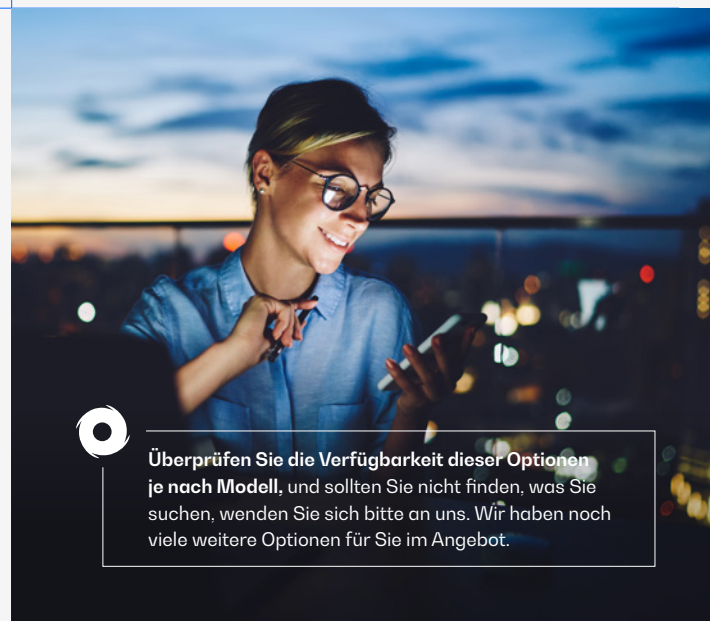 Überprüfen Sie die Verfügbarkeit dieser Optionen
je nach Modell, und sollten Sie nicht finden, was Sie
suchen, wenden Sie sich bitte an uns. Wir haben noch
viele weitere Optionen für Sie im Angebot.